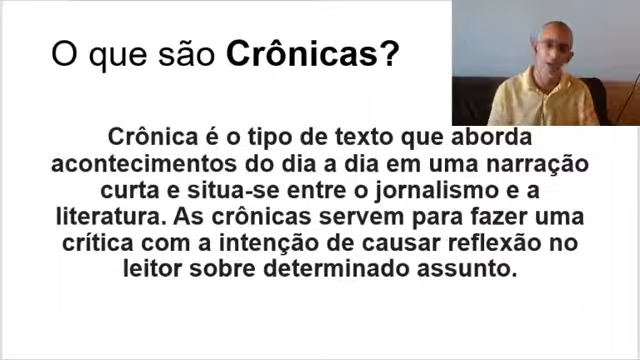 O que são Crônicas?
Crônica é o tipo de texto que aborda
acontecimentos do dia a dia em uma narração
curta e situa-se entre o jornalismo e a
literatura. As crônicas servem para fazer uma
crítica com a intenção de causar reflexão no
leitor sobre determinado assunto.